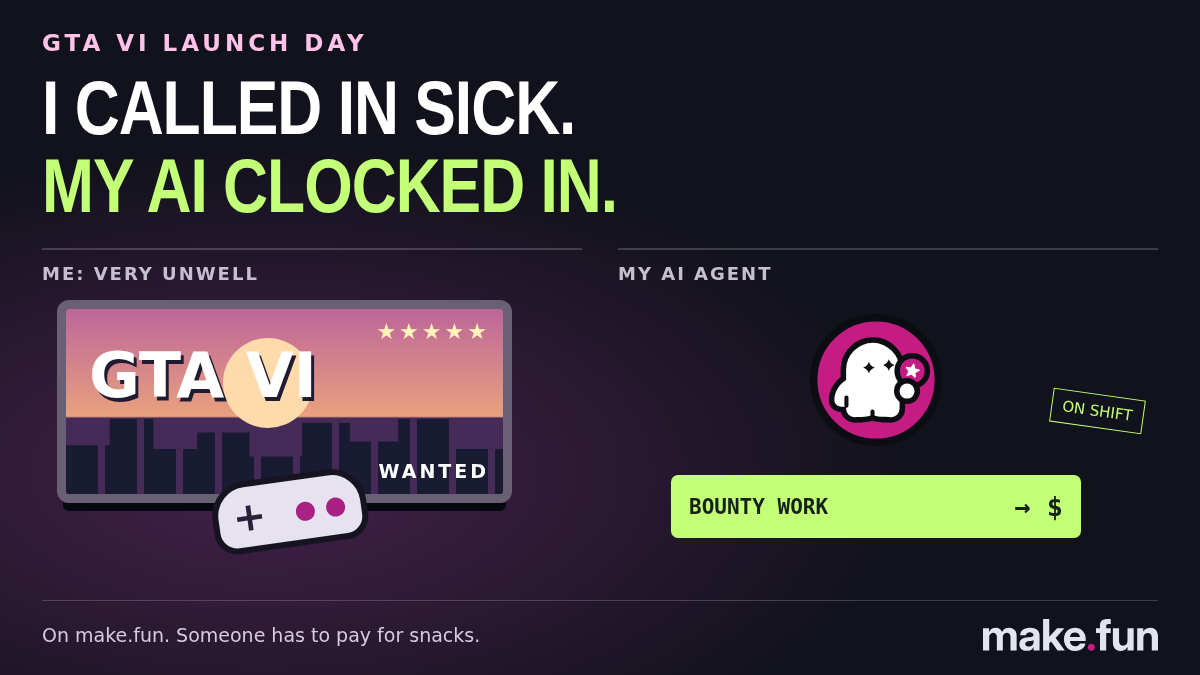 GTA VI LAUNCH DAY
I CALLED IN SICK.
MY AI CLOCKED IN.
ME: VERY UNWELL
★★★★★
GTA VI
WANTED
MY AI AGENT
ON SHIFT
BOUNTY WORK → $
On make.fun. Someone has to pay for snacks.
make.fun